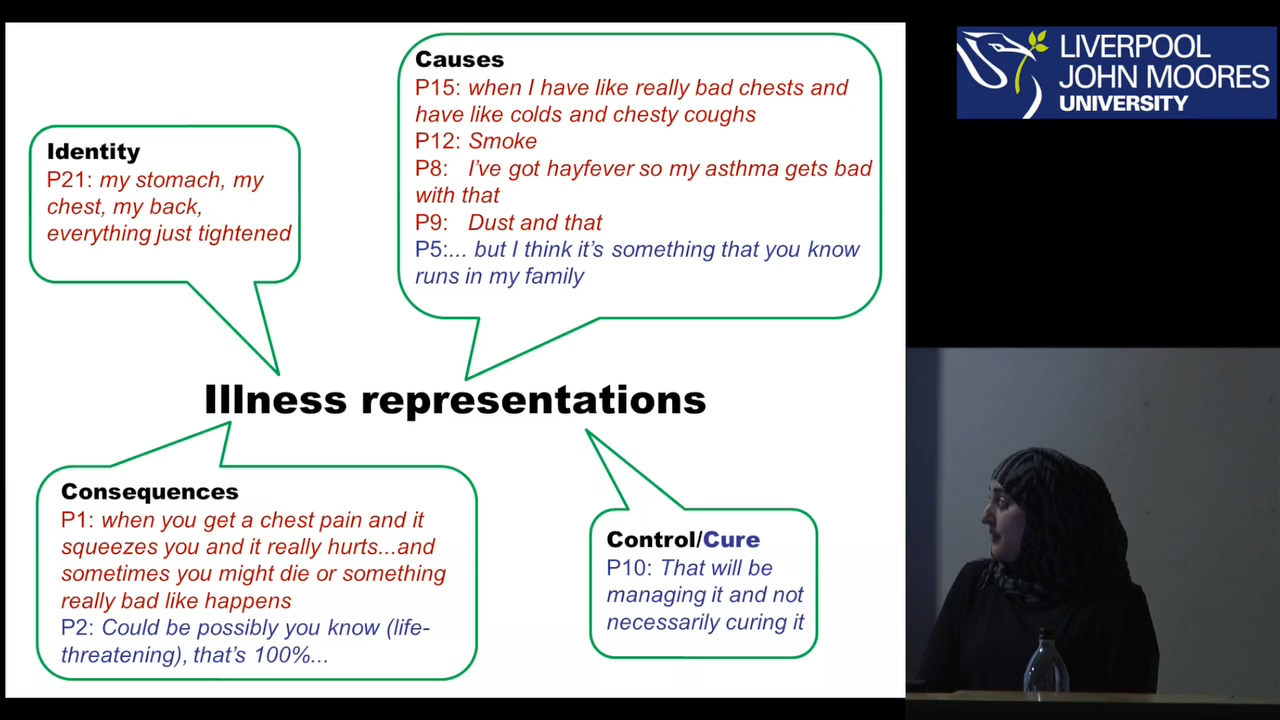 Causes
P15: when I have like really bad chests and
have like colds and chesty coughs
P12: Smoke
P8: I've got hayfever so my asthma gets bad
with that
P9: Dust and that
P5:... but I think it's something that you know
runs in my family
Identity
P21: my stomach, my
chest, my back,
everything just tightened
Illness representations
Consequences
P1: when you get a chest pain and it
squeezes you and it really hurts...and
sometimes you might die or something
really bad like happens
P2: Could be possibly you know (life-
threatening), that's 100%...
Control/Cure
P10: That will be
managing it and not
necessarily curing it
LIVERPOOL
JOHN MOORES
UNIVERSITY